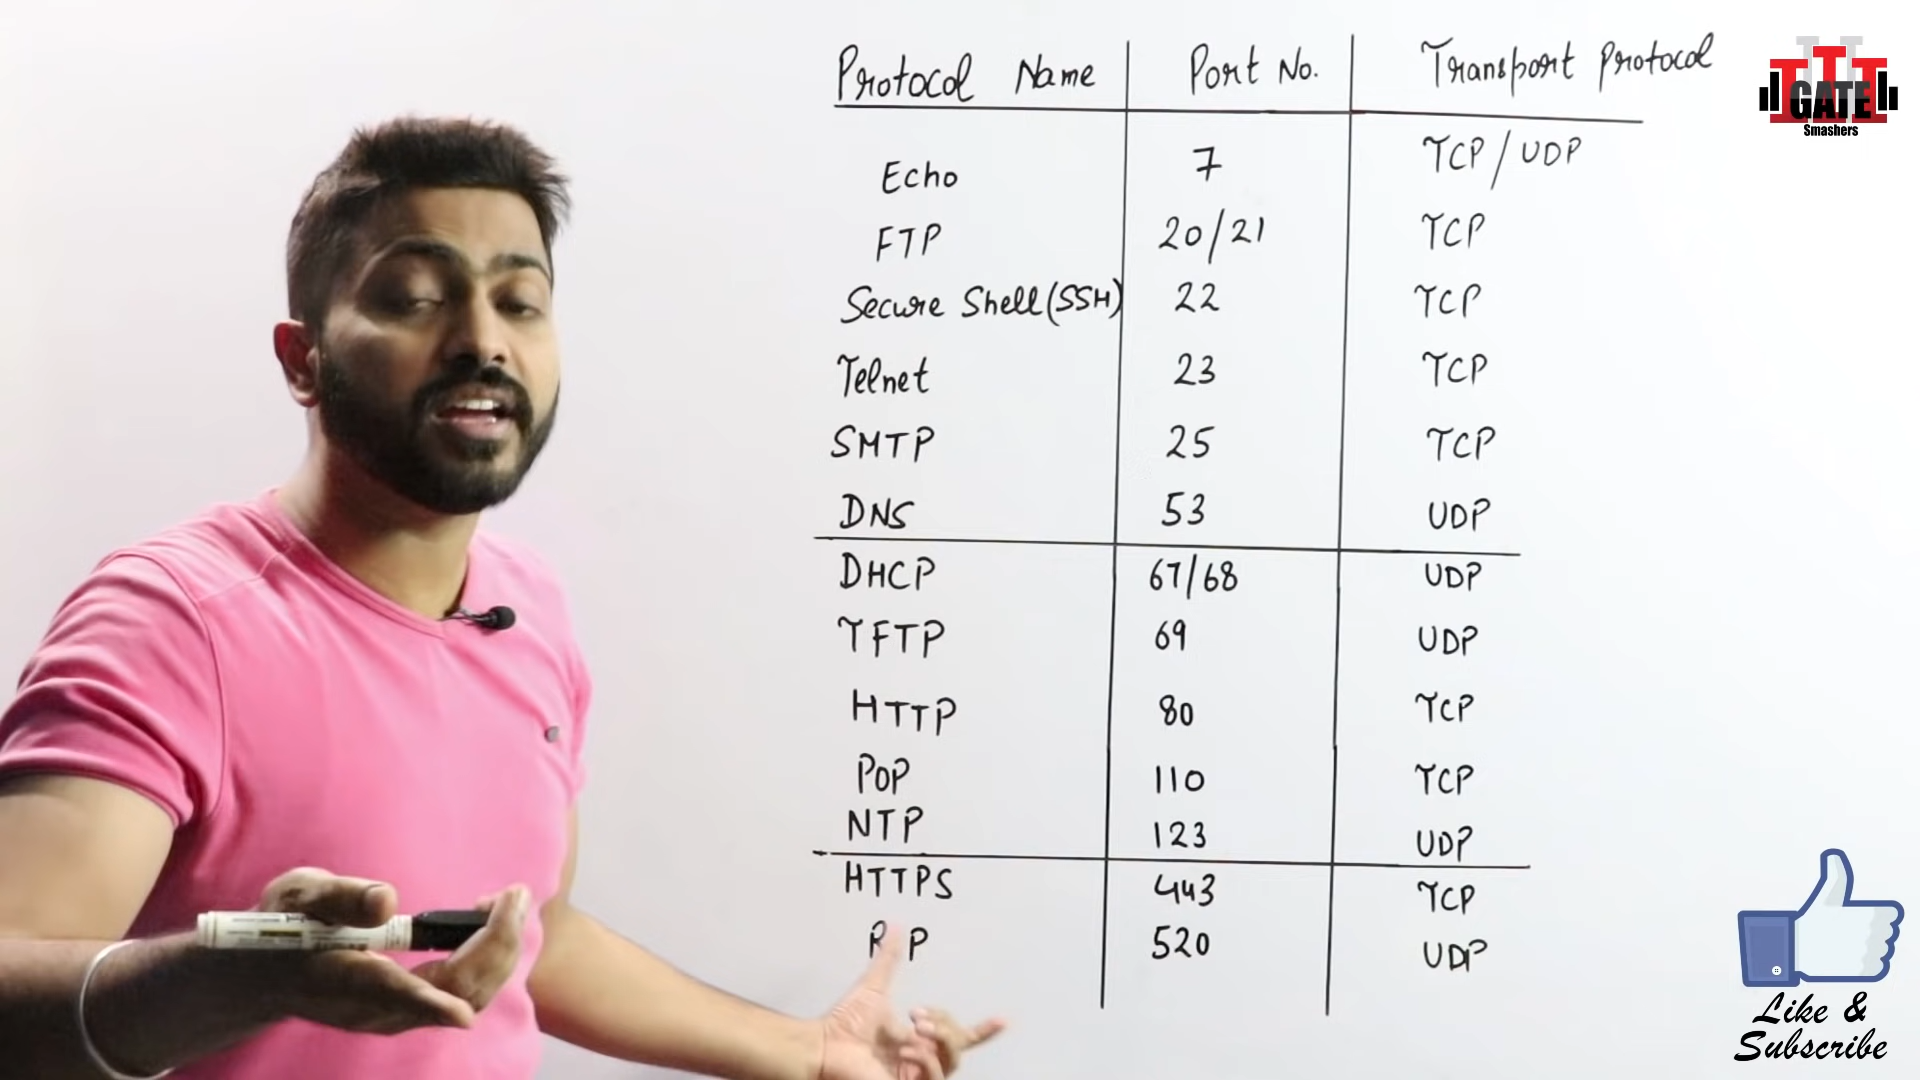 Protocol Name Port No. Transport Protocol
Echo 7 TCP/UDP
FTP 20/21 TCP
Secure Shell(SSH) 22 TCP
Telnet 23 TCP
SMTP 25 TCP
DNS 53 UDP
DHCP 67/68 UDP
TFTP 69 UDP
HTTP 80 TCP
POP 110 TCP
NTP 123 UDP
HTTPS 443 TCP
520 UDP
GATE
Smashers
Like &
Subscribe